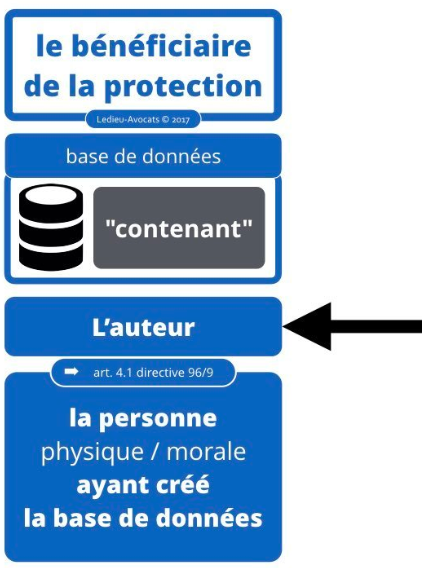 le bénéficiaire
de la protection
Ledieu-Avocats © 2017
base de données
"contenant"
L'auteur
➡ art. 4.1 directive 96/9
la personne
physique / morale
ayant créé
la base de données